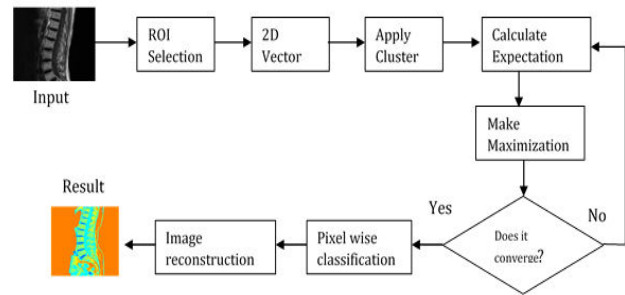 Input
ROI
Selection
2D
Vector
Apply
Cluster
Calculate
Expectation
Make
Maximization
Does it
converge?
Yes
No
Pixel wise
classification
Image
reconstruction
Result